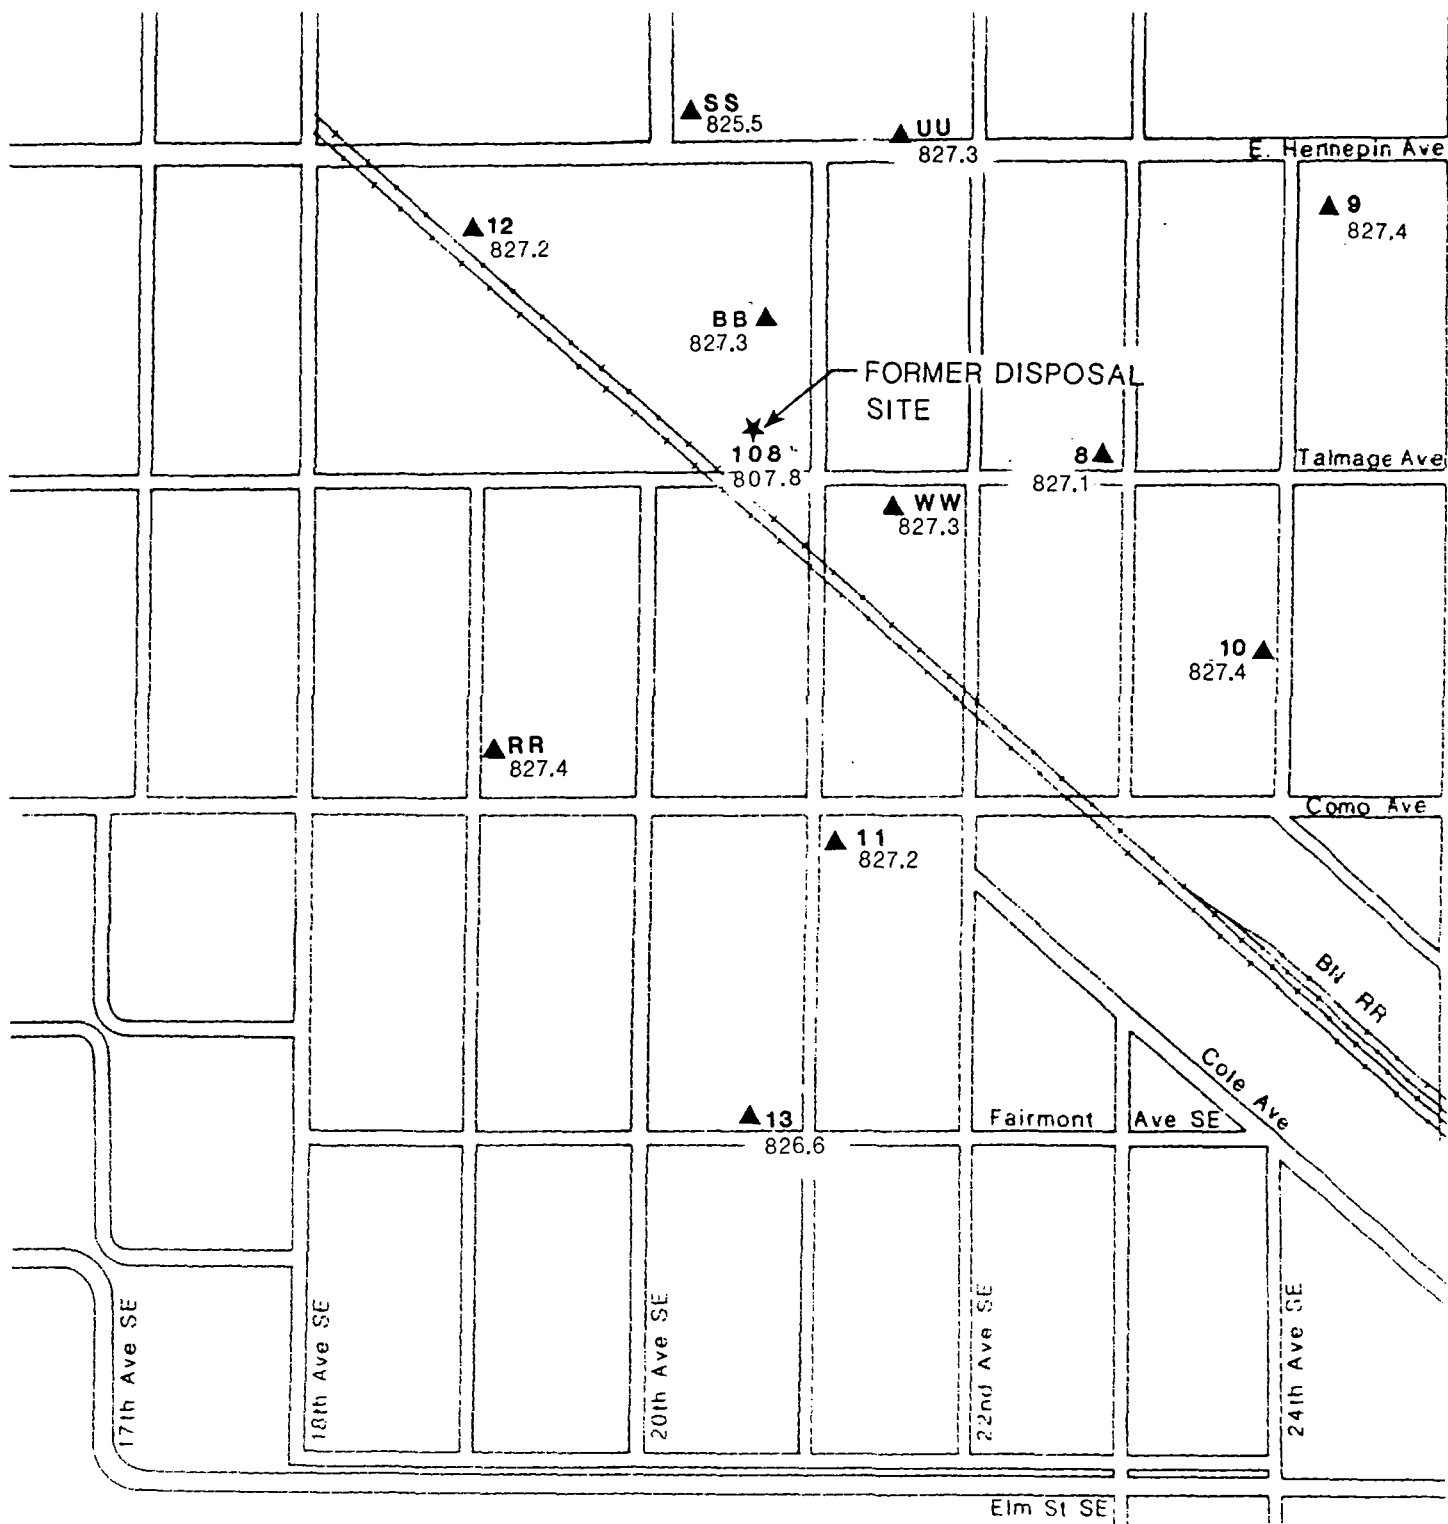 SS
825.5
UU
827.3
E. Hennepin Ave
9
827.4
12
827.2
BB
827.3
FORMER DISPOSAL
SITE
108
807.8
8
827.1
Talmage Ave
WW
827.3
10
827.4
RR
827.4
Como Ave
11
827.2
BN RR
Cole Ave
13
826.6
Fairmont Ave SE
17th Ave SE
18th Ave SE
20th Ave SE
22nd Ave SE
24th Ave SE
Elm St SE